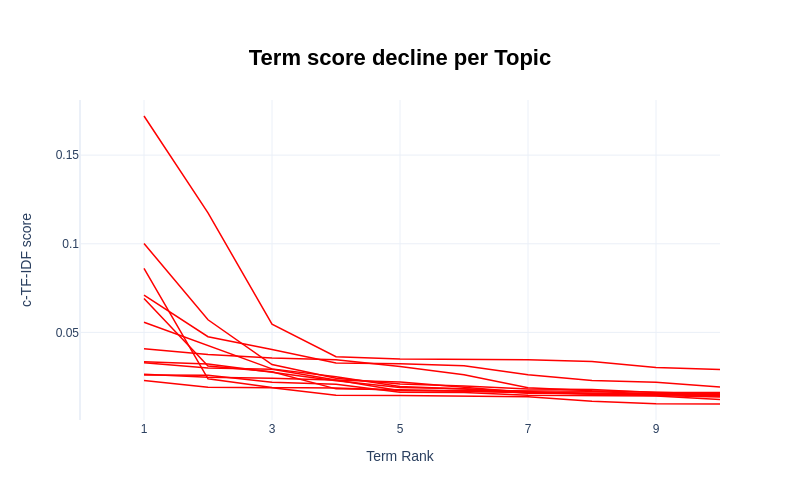 Term score decline per Topic
0.15
0.1
0.05
c-TF-IDF score
1 3 5 7 9
Term Rank